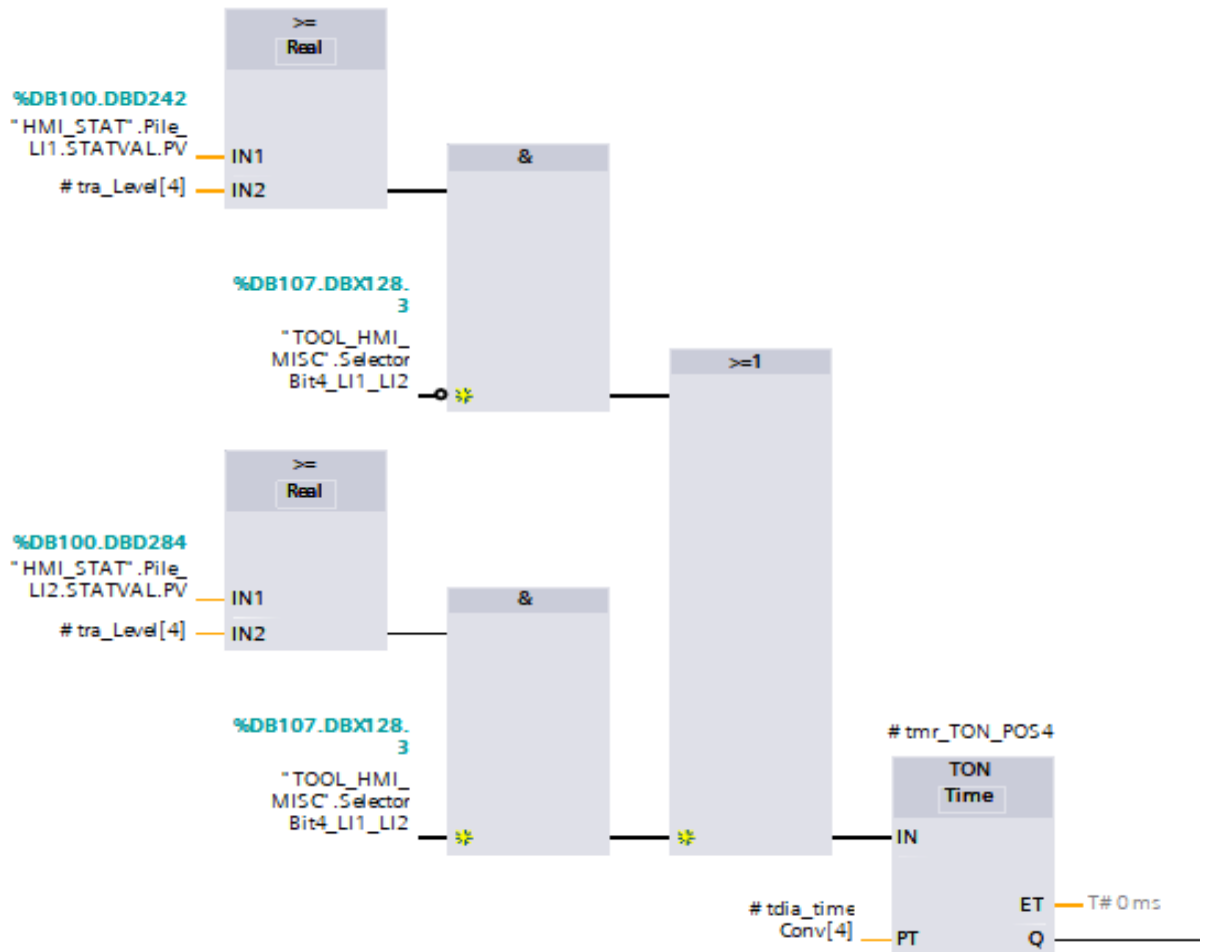 >=
Real
%DB100.DBD242
"HMI_STAT".Pile_
LI1.STATVAL.PV
IN1
# tra_Level[4]
IN2
&
%DB107.DBX128.
3
"TOOL_HMI_
MISC".Selector
Bit4_LI1_LI2
>=1
>=
Real
%DB100.DBD284
"HMI_STAT".Pile_
LI2.STATVAL.PV
IN1
# tra_Level[4]
IN2
&
%DB107.DBX128.
3
"TOOL_HMI_
MISC".Selector
Bit4_LI1_LI2
# tmr_TON_POS4
TON
Time
IN
ET
T# 0 ms
# tdia_time
Conv[4]
PT
Q